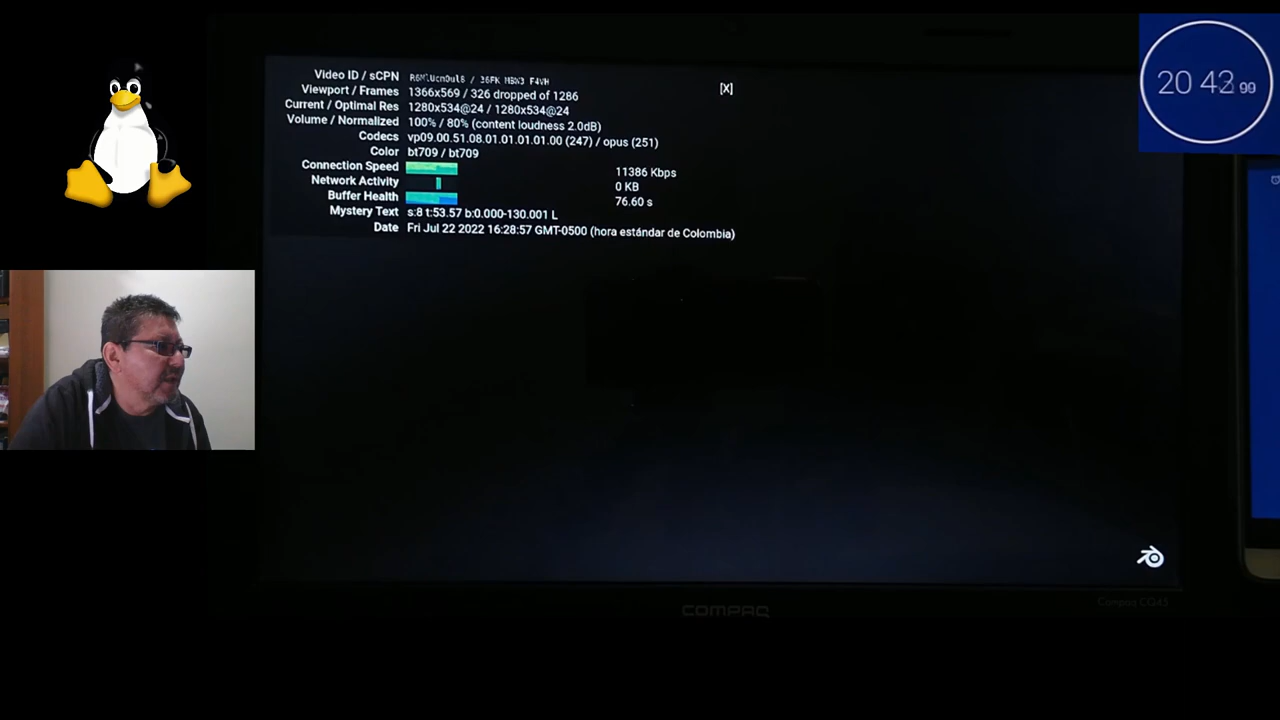 Video ID / sCPN
Viewport / Frames 1366x569 / 326 dropped of 1286
Current / Optimal Res 1280x534@24 / 1280x534@24
Volume / Normalized 100% / 80% (content loudness 2.0dB)
Codecs vp09.00.51.08.01.01.01.01.00 (247) / opus (251)
Color bt709 / bt709
Connection Speed 11386 Kbps
Network Activity 0 KB
Buffer Health 76.60 s
Mystery Text s:8 t:53.57 b:0.000-130.001 L
Date Fri Jul 22 2022 16:28:57 GMT-0500 (hora estándar de Colombia)
[X]
20 43
COMPAQ
Compaq CQ43